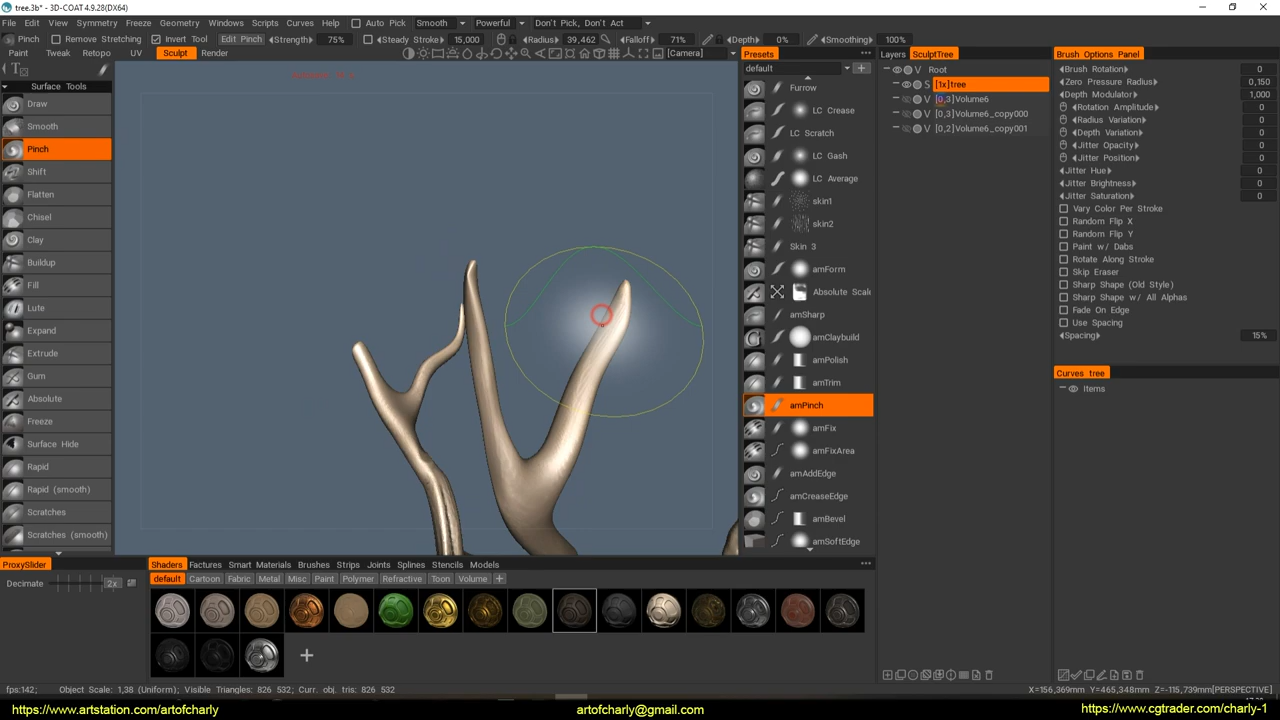 tree.3b* - 3D-COAT 4.9.28(DX64)
File Edit View Symmetry Freeze Geometry Windows Scripts Curves Help Auto Pick Smooth Powerful Don't Pick, Don't Act
Pinch Remove Stretching Invert Tool Edit Pinch Strength 75% Steady Stroke 15,000 Radius 39,462 Falloff 71% Depth 0% Smoothing 100%
Paint Tweak Retopo UV Sculpt Render [Camera]
Surface Tools
Draw
Smooth
Pinch
Shift
Flatten
Chisel
Clay
Buildup
Fill
Lute
Expand
Extrude
Gum
Absolute
Freeze
Surface Hide
Rapid
Rapid (smooth)
Scratches
Scratches (smooth)
Presets
default
Furrow
LC Crease
LC Scratch
LC Gash
LC Average
skin1
skin2
Skin 3
amForm
Absolute Scale
amSharp
amClaybuild
amPolish
amTrim
amPinch
amFix
amFixArea
amAddEdge
amCreaseEdge
amBevel
amSoftEdge
Layers SculptTree
V Root
S [1x]tree
V [0,3]Volume6
V [0,3]Volume6_copy000
V [0,2]Volume6_copy001
Brush Options Panel
Brush Rotation 0
Zero Pressure Radius 0,150
Depth Modulator 1,000
Rotation Amplitude 0
Radius Variation 0
Depth Variation 0
Jitter Opacity 0
Jitter Position 0
Jitter Hue 0
Jitter Brightness 0
Jitter Saturation 0
Vary Color Per Stroke
Random Flip X
Random Flip Y
Paint w/ Dabs
Rotate Along Stroke
Skip Eraser
Sharp Shape (Old Style)
Sharp Shape w/ All Alphas
Fade On Edge
Use Spacing
Spacing 15%
Curves tree
Items
ProxySlider
Decimate 2x
Shaders Factures Smart Materials Brushes Strips Joints Splines Stencils Models
default Cartoon Fabric Metal Misc Paint Polymer Refractive Toon Volume
fps:142; Object Scale: 1,38 (Uniform); Visible Triangles: 826 532; Curr. obj. tris: 826 532 X=156,369mm Y=465,348mm Z=-115,739mm[PERSPECTIVE]
https://www.artstation.com/artofcharly artofcharly@gmail.com https://www.cgtrader.com/charly-1